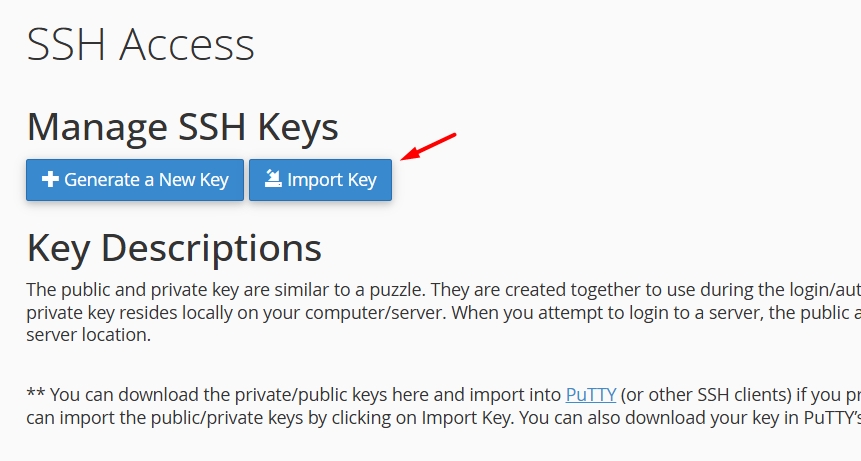 SSH Access
Manage SSH Keys
Generate a New Key
Import Key
Key Descriptions
The public and private key are similar to a puzzle. They are created together to use during the login/aut
private key resides locally on your computer/server. When you attempt to login to a server, the public a
server location.
** You can download the private/public keys here and import into PuTTY (or other SSH clients) if you pr
can import the public/private keys by clicking on Import Key. You can also download your key in PuTTY’s